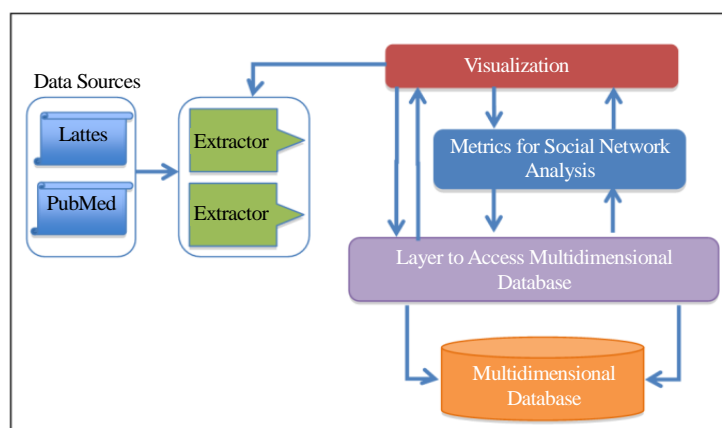 Data Sources
Lattes
PubMed
Extractor
Extractor
Visualization
Metrics for Social Network
Analysis
Layer to Access Multidimensional
Database
Multidimensional
Database